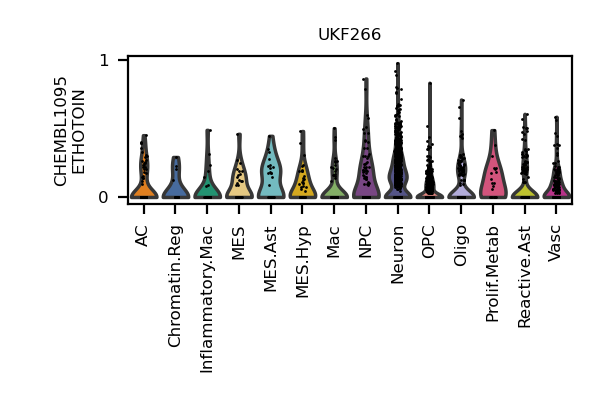 UKF266
CHEMBL1095
ETHOTOIN
1
0
AC
Chromatin.Reg
Inflammatory.Mac
MES
MES.Ast
MES.Hyp
Mac
NPC
Neuron
OPC
Oligo
Prolif.Metab
Reactive.Ast
Vasc